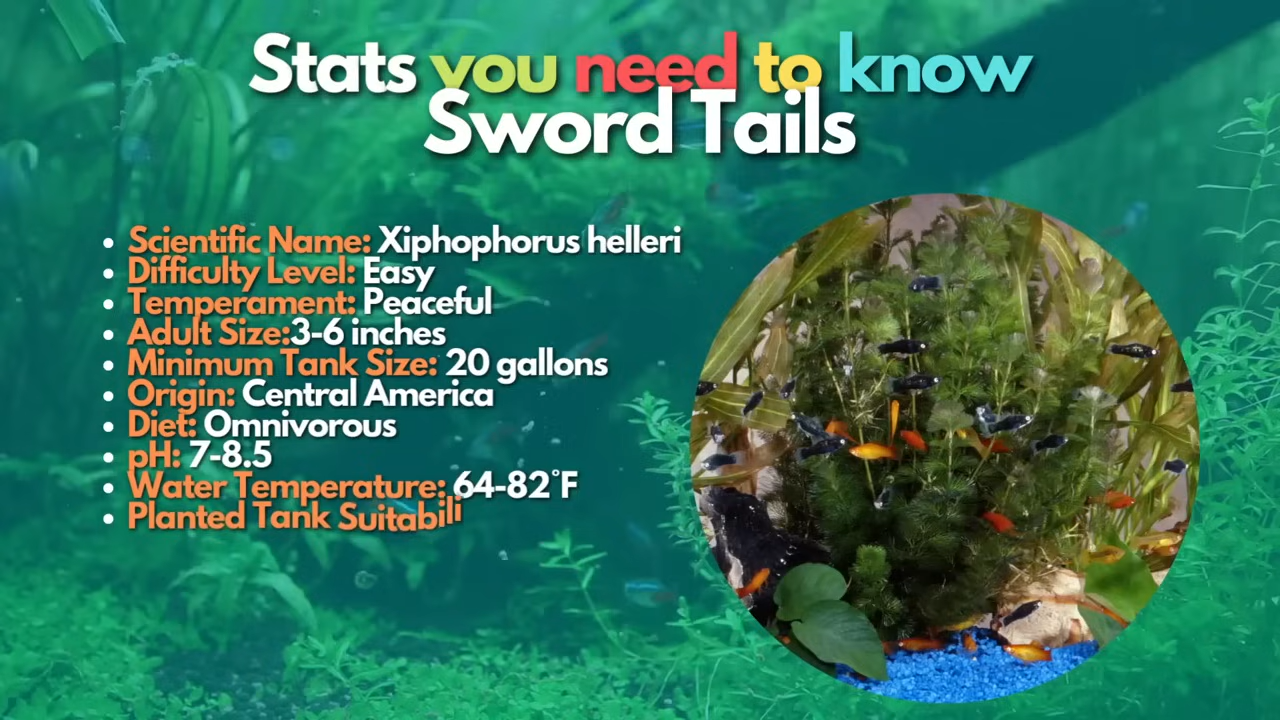 Stats you need to know
Sword Tails
• Scientific Name: Xiphophorus helleri
• Difficulty Level: Easy
• Temperament: Peaceful
• Adult Size:3-6 inches
• Minimum Tank Size: 20 gallons
• Origin: Central America
• Diet: Omnivorous
• pH: 7-8.5
• Water Temperature: 64-82°F
• Planted Tank Suitabili